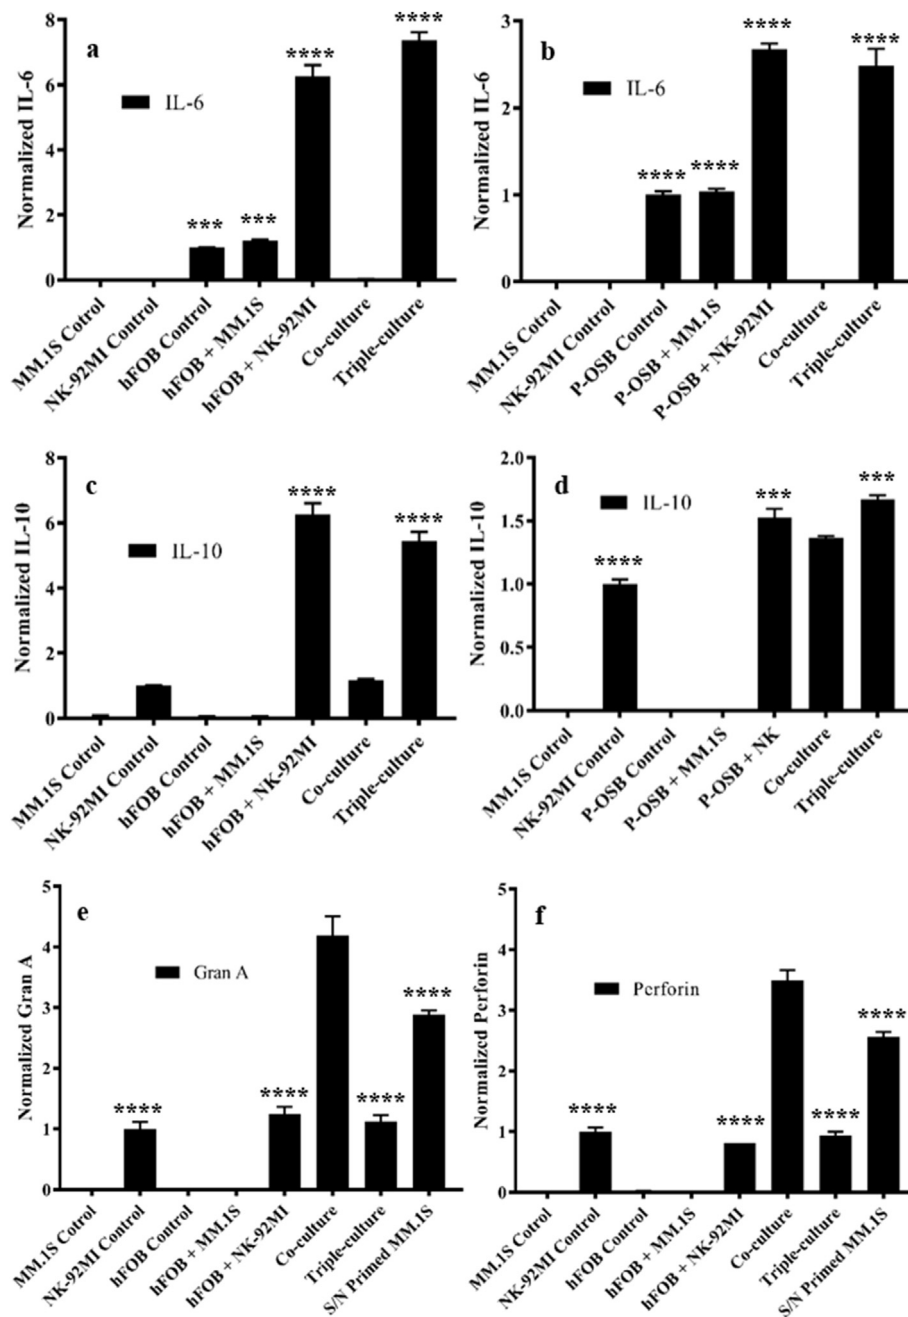 a
Normalized IL-6
8
6
4
2
0
IL-6
***
***
****
****
MM.1S Cotrol
NK-92MI Control
hFOB Control
hFOB + MM.1S
hFOB + NK-92MI
Co-culture
Triple-culture
b
Normalized IL-6
3
2
1
0
IL-6
****
****
****
****
MM.1S Cotrol
NK-92MI Control
P-OSB Control
P-OSB + MM.1S
P-OSB + NK-92MI
Co-culture
Triple-culture
c
Normalized IL-10
8
6
4
2
0
IL-10
****
****
MM.1S Cotrol
NK-92MI Control
hFOB Control
hFOB + MM.1S
hFOB + NK-92MI
Co-culture
Triple-culture
d
Normalized IL-10
2.0
1.5
1.0
0.5
0.0
IL-10
****
***
***
MM.1S Cotrol
NK-92MI Control
P-OSB Control
P-OSB + MM.1S
P-OSB + NK
Co-culture
Triple-culture
e
Normalized Gran A
5
4
3
2
1
0
Gran A
****
****
****
****
MM.1S Cotrol
NK-92MI Control
hFOB Control
hFOB + MM.1S
hFOB + NK-92MI
Co-culture
Triple-culture
S/N Primed MM.1S
f
Normalized Perforin
5
4
3
2
1
0
Perforin
****
****
****
****
MM.1S Cotrol
NK-92MI Control
hFOB Control
hFOB + MM.1S
hFOB + NK-92MI
Co-culture
Triple-culture
S/N Primed MM.1S